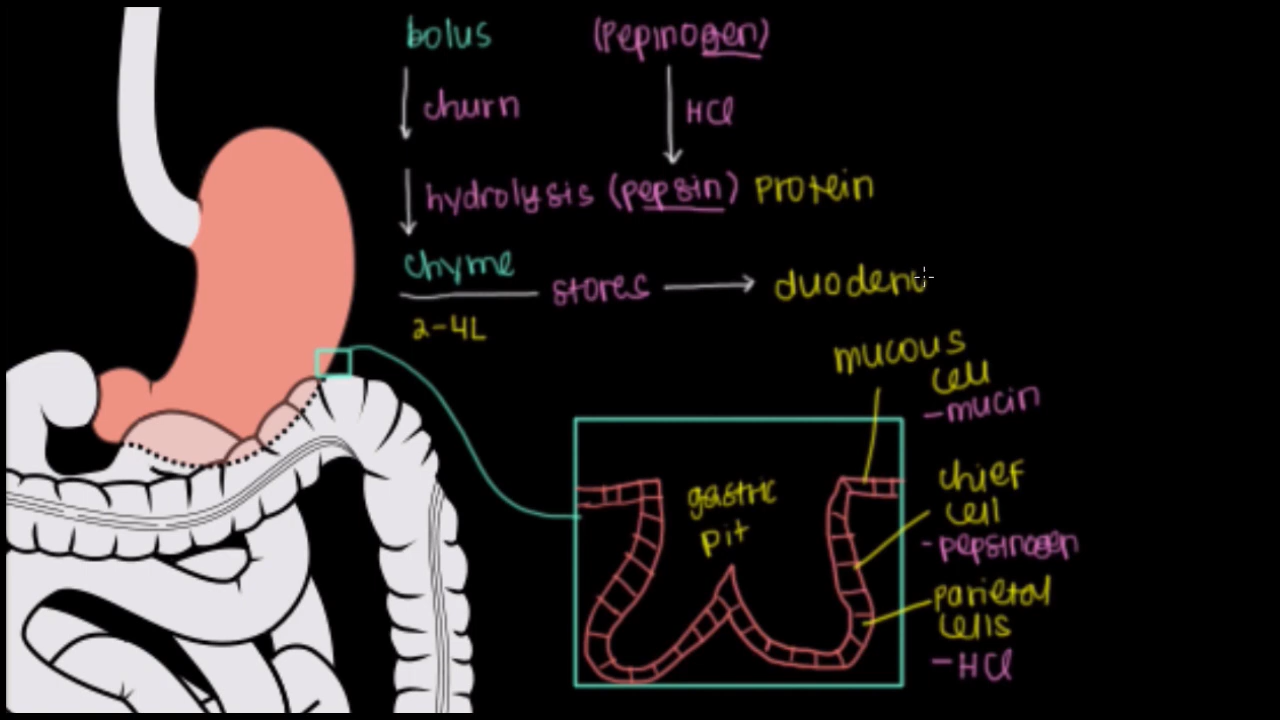 bolus (Pepinogen)
churn HCl
hydrolysis (pepsin) Protein
chyme stores duodenu
2-4L
mucous
cell
-mucin
gastric
pit
chief
cell
-pepsinogen
parietal
cells
-HCl